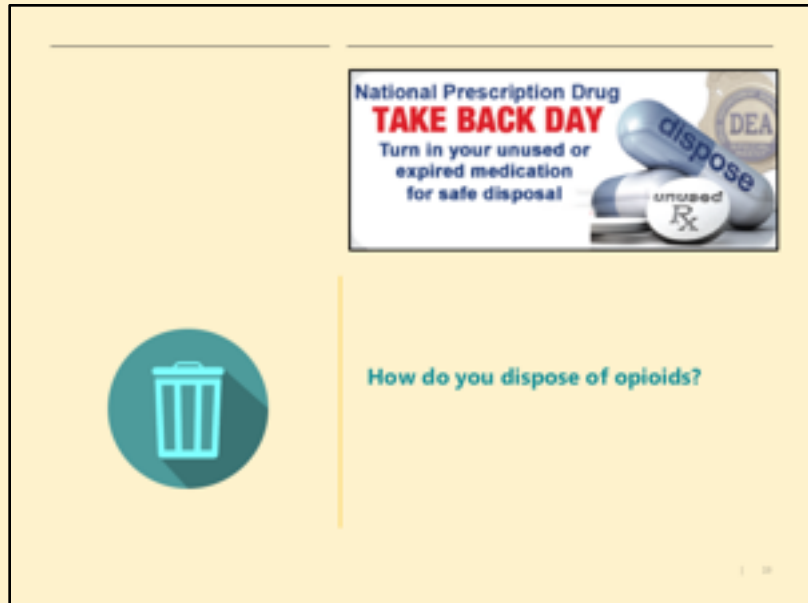 National Prescription Drug
TAKE BACK DAY
Turn in your unused or
expired medication
for safe disposal
dispose
DEA
unused
Rx
How do you dispose of opioids?